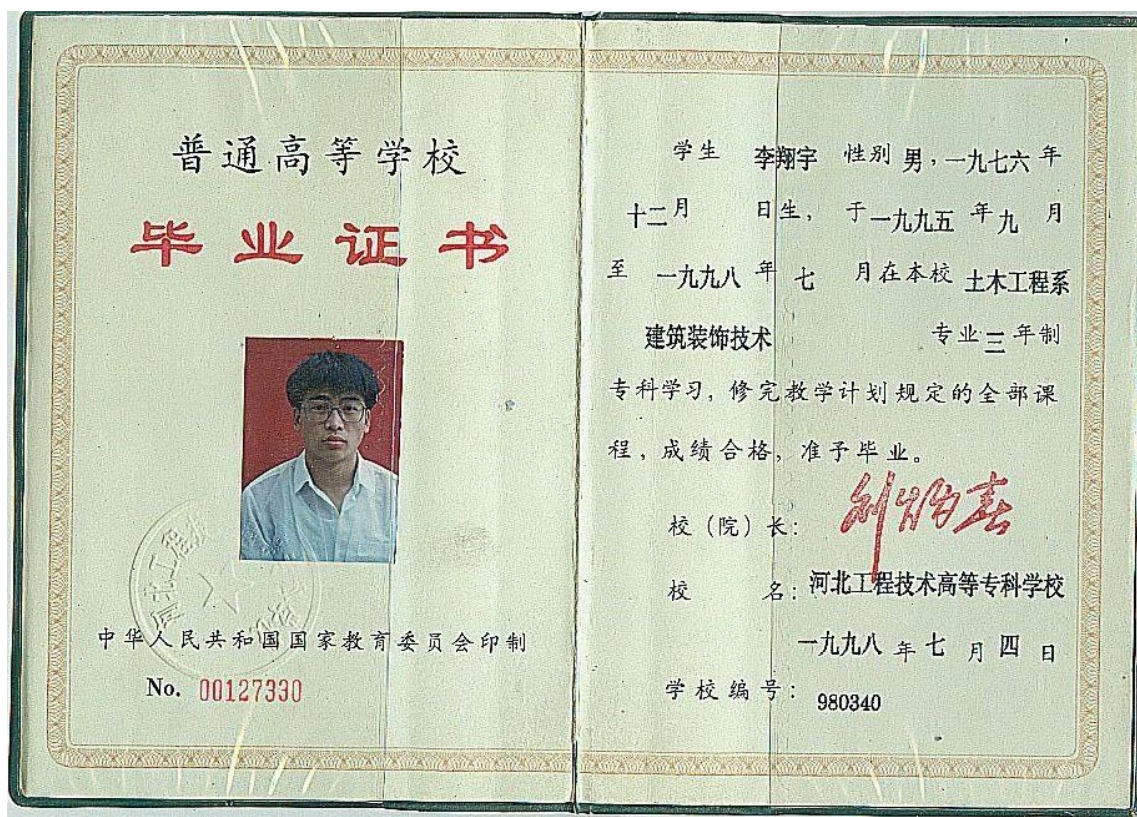 普通高等学校
毕业证书
中华人民共和国国家教育委员会印制
No. 00127330
学生 李翔宇 性别 男，一九七六 年
十二月 日生， 于一九九五 年九 月
至 一九九八 年 七 月在本校 土木工程系
建筑装饰技术 专业 三 年制
专科学习，修完教学计划规定的全部课
程，成绩合格，准予毕业。
校（院）长：
校 名：河北工程技术高等专科学校
一九九八 年 七 月 四 日
学校编号：980340
河北工程技